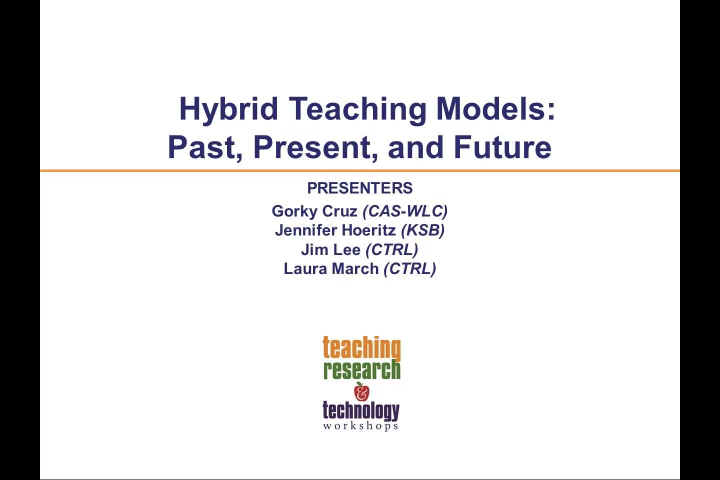 Hybrid Teaching Models:
Past, Present, and Future
PRESENTERS
Gorky Cruz (CAS-WLC)
Jennifer Hoeritz (KSB)
Jim Lee (CTRL)
Laura March (CTRL)
teaching
research
&
technology
workshops